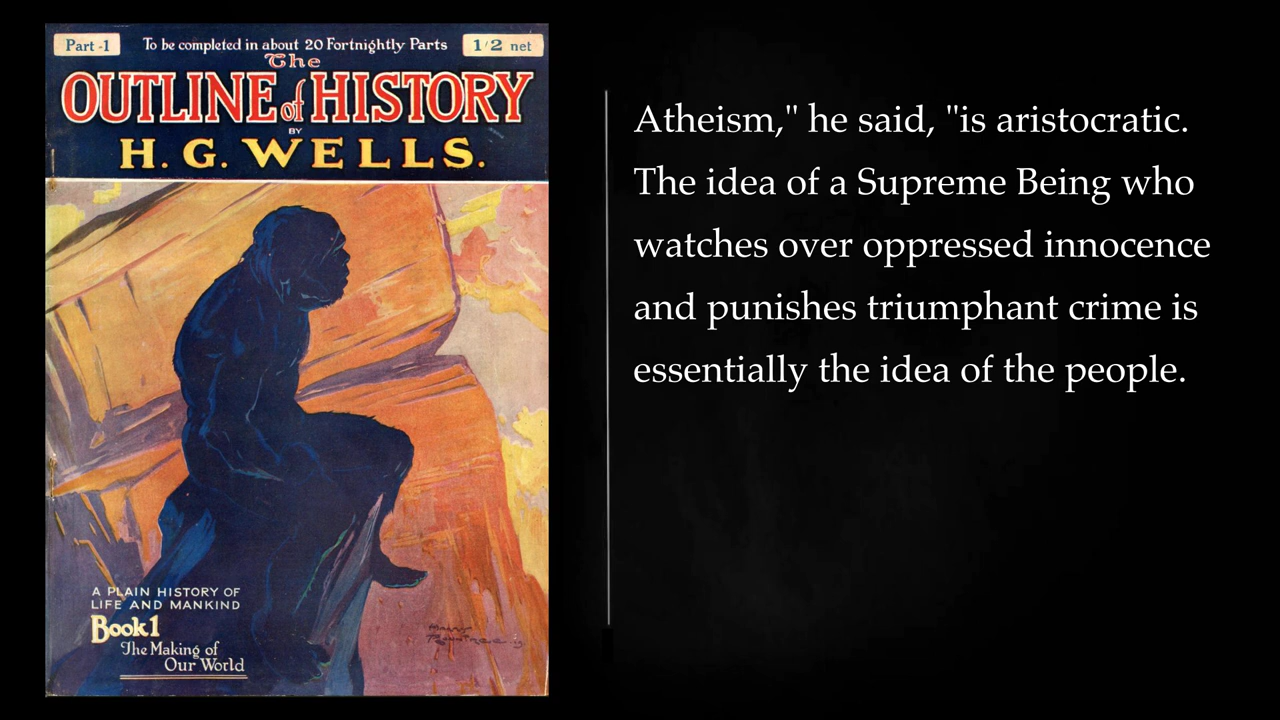 Part -1
To be completed in about 20 Fortnightly Parts
1/2 net
The
OUTLINE of HISTORY
BY
H. G. WELLS.
A PLAIN HISTORY OF
LIFE AND MANKIND
Book 1
The Making of
Our World
Atheism," he said, "is aristocratic.
The idea of a Supreme Being who
watches over oppressed innocence
and punishes triumphant crime is
essentially the idea of the people.